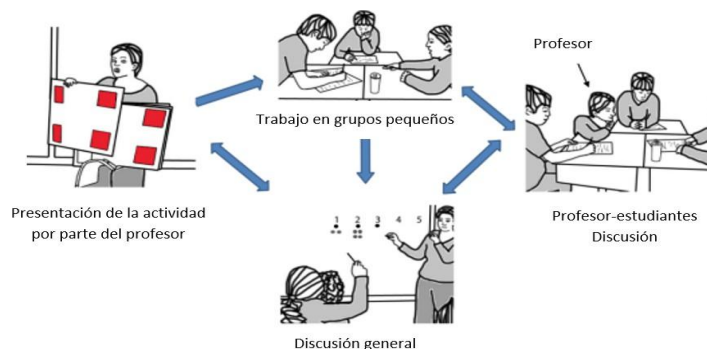 Profesor
Trabajo en grupos pequeños
Presentación de la actividad
por parte del profesor
Profesor-estudiantes
Discusión
1 2 3 4 5
Discusión general